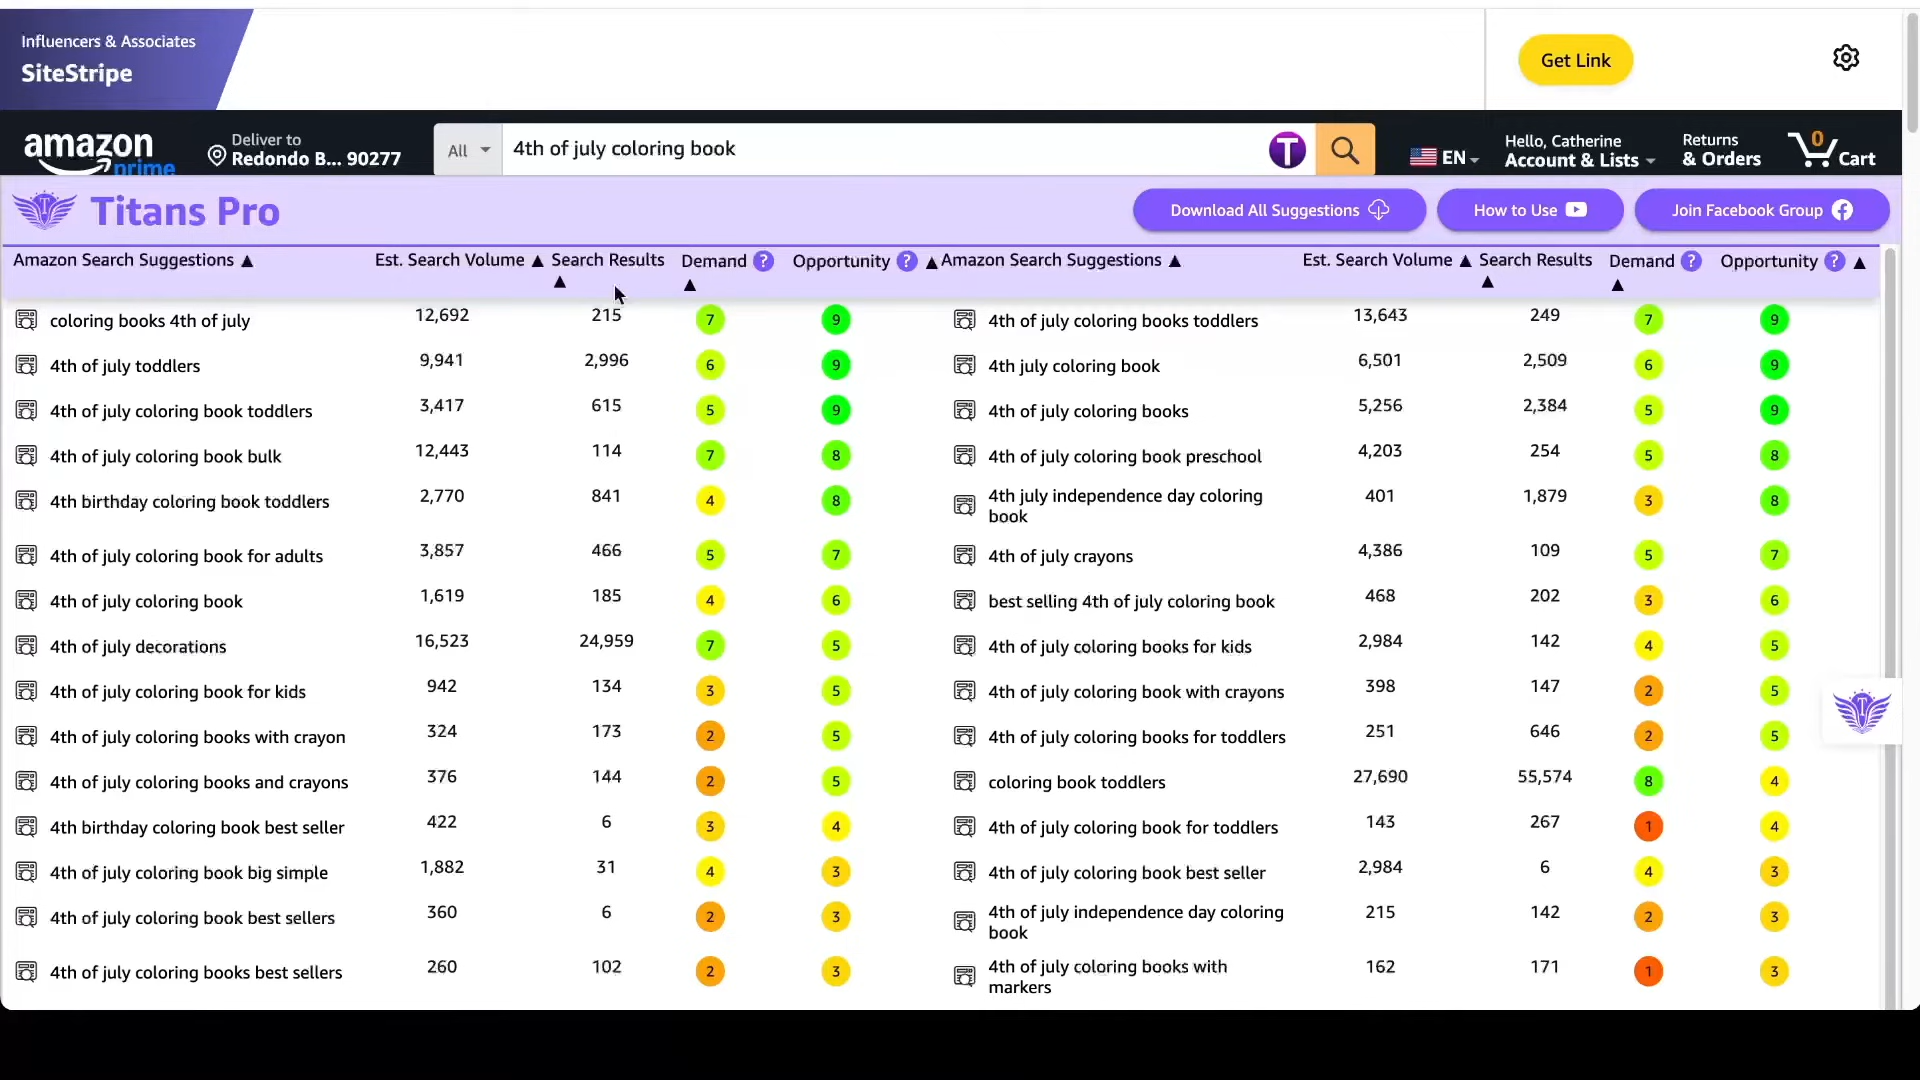 Influencers & Associates
SiteStripe
Get Link
amazon
prime
Deliver to
Redondo B... 90277
All
4th of july coloring book
T
EN
Hello, Catherine
Account & Lists
Returns
& Orders
0
Cart
Titans Pro
Download All Suggestions
How to Use
Join Facebook Group
Amazon Search Suggestions ▲ Est. Search Volume ▲ Search Results ▲ Demand ? ▲ Opportunity ? ▲ Amazon Search Suggestions ▲ Est. Search Volume ▲ Search Results ▲ Demand ? ▲ Opportunity ? ▲
coloring books 4th of july 12,692 215 7 9 4th of july coloring books toddlers 13,643 249 7 9
4th of july toddlers 9,941 2,996 6 9 4th july coloring book 6,501 2,509 6 9
4th of july coloring book toddlers 3,417 615 5 9 4th of july coloring books 5,256 2,384 5 9
4th of july coloring book bulk 12,443 114 7 8 4th of july coloring book preschool 4,203 254 5 8
4th birthday coloring book toddlers 2,770 841 4 8 4th july independence day coloring book 401 1,879 3 8
4th of july coloring book for adults 3,857 466 5 7 4th of july crayons 4,386 109 5 7
4th of july coloring book 1,619 185 4 6 best selling 4th of july coloring book 468 202 3 6
4th of july decorations 16,523 24,959 7 5 4th of july coloring books for kids 2,984 142 4 5
4th of july coloring book for kids 942 134 3 5 4th of july coloring book with crayons 398 147 2 5
4th of july coloring books with crayon 324 173 2 5 4th of july coloring books for toddlers 251 646 2 5
4th of july coloring books and crayons 376 144 2 5 coloring book toddlers 27,690 55,574 8 4
4th birthday coloring book best seller 422 6 3 4 4th of july coloring book for toddlers 143 267 1 4
4th of july coloring book big simple 1,882 31 4 3 4th of july coloring book best seller 2,984 6 4 3
4th of july coloring book best sellers 360 6 2 3 4th of july independence day coloring book 215 142 2 3
4th of july coloring books best sellers 260 102 2 3 4th of july coloring books with markers 162 171 1 3